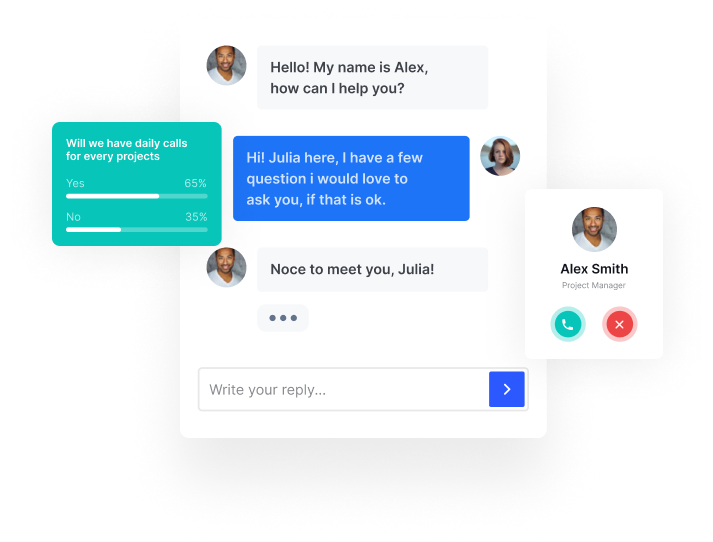 Hello! My name is Alex,
how can I help you?
Will we have daily calls
for every projects
Yes 65%
No 35%
Hi! Julia here, I have a few
question i would love to
ask you, if that is ok.
Noce to meet you, Julia!
Alex Smith
Project Manager
Write your reply...